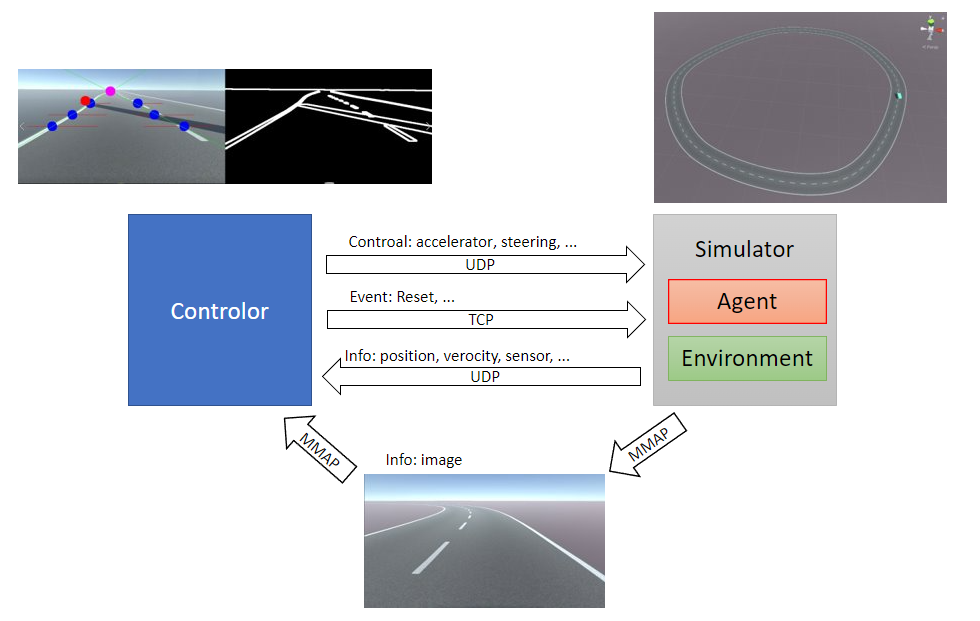 Controal: accelerator, steering, ...
UDP
Event: Reset, ...
TCP
Info: position, verocity, sensor, ...
UDP
Controlor
Simulator
Agent
Environment
MMAP
MMAP
Info: image